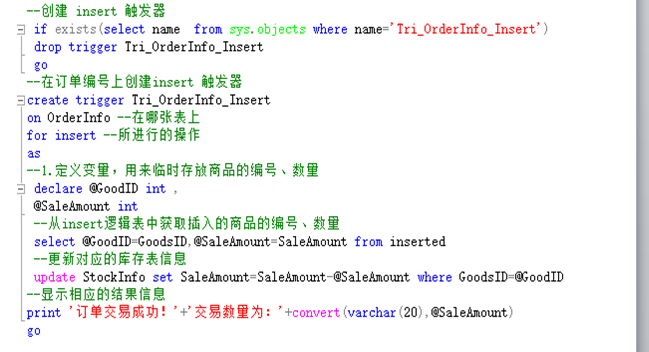 --创建 insert 触发器
if exists(select name  from sys.objects where name='Tri_OrderInfo_Insert')
drop trigger Tri_OrderInfo_Insert
go
--在订单编号上创建insert 触发器
create trigger Tri_OrderInfo_Insert
on OrderInfo --在哪张表上
for insert --所进行的操作
as
--1.定义变量，用来临时存放商品的编号、数量
declare @GoodID int ,
@SaleAmount int
--从insert逻辑表中获取插入的商品的编号、数量
select @GoodID=GoodsID,@SaleAmount=SaleAmount from inserted
--更新对应的库存表信息
update StockInfo set SaleAmount=SaleAmount-@SaleAmount where GoodsID=@GoodID
--显示相应的结果信息
print '订单交易成功！'+'交易数量为：'+convert(varchar(20),@SaleAmount)
go